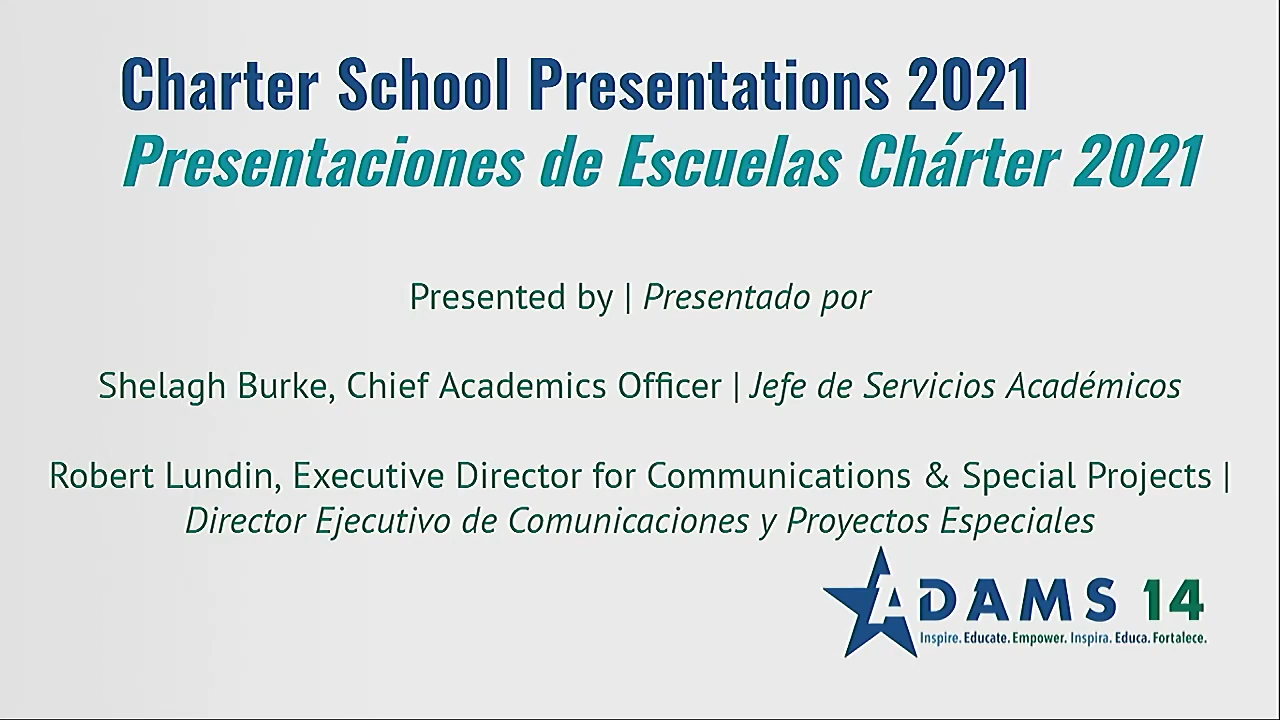 Charter School Presentations 2021
Presentaciones de Escuelas Chárter 2021
Presented by | Presentado por
Shelagh Burke, Chief Academics Officer | Jefe de Servicios Académicos
Robert Lundin, Executive Director for Communications & Special Projects |
Director Ejecutivo de Comunicaciones y Proyectos Especiales
ADAMS 14
Inspire. Educate. Empower. Inspira. Educa. Fortalece.